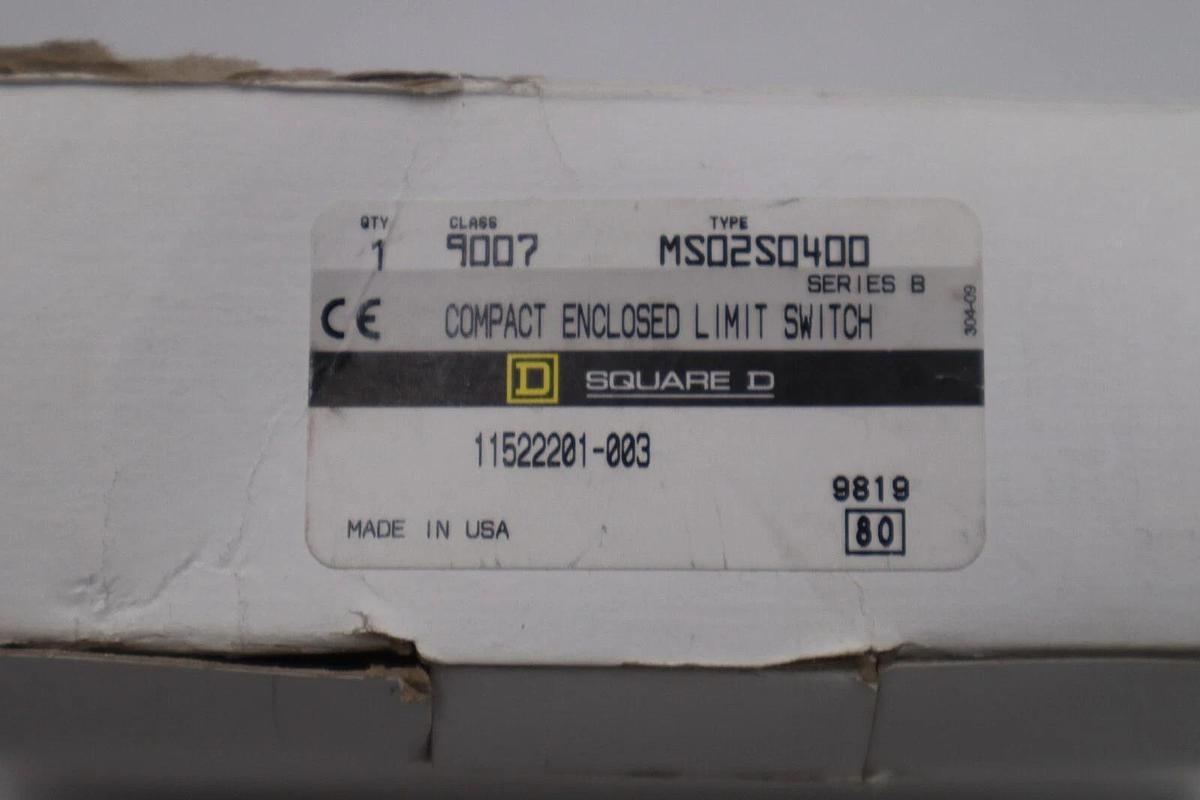 QTY CLASS TYPE
1 9007 MS02S0400
SERIES B
CE COMPACT ENCLOSED LIMIT SWITCH
304-09
D SQUARE D
11522201-003
9819
MADE IN USA 80